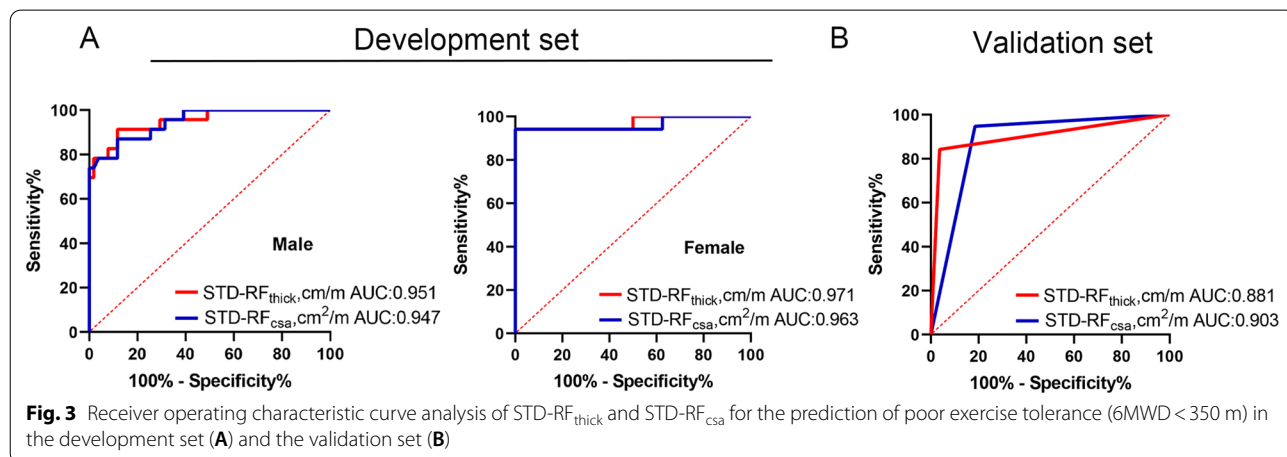 A
Development set
B
Validation set
Sensitivity%
100
80
60
40
20
0
Male
STD-RFthick,cm/m AUC:0.951
STD-RFcsa,cm²/m AUC:0.947
0 20 40 60 80 100
100% - Specificity%
Sensitivity%
100
80
60
40
20
0
Female
STD-RFthick,cm/m AUC:0.971
STD-RFcsa,cm²/m AUC:0.963
0 20 40 60 80 100
100% - Specificity%
Sensitivity%
100
80
60
40
20
0
STD-RFthick,cm/m AUC:0.881
STD-RFcsa,cm²/m AUC:0.903
0 20 40 60 80 100
100% - Specificity%
Fig. 3 Receiver operating characteristic curve analysis of STD-RFthick and STD-RFcsa for the prediction of poor exercise tolerance (6MWD < 350 m) in
the development set (A) and the validation set (B)